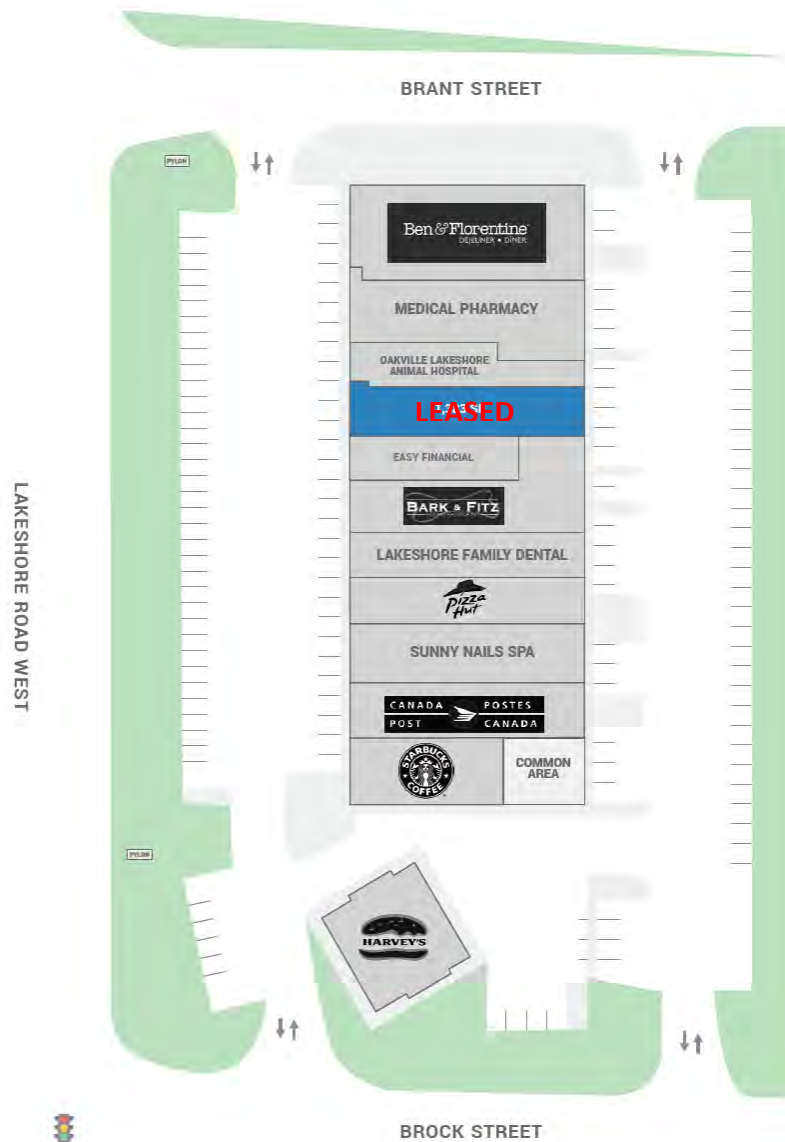 BRANT STREET
PYLON
Ben & Florentine
DÉJEUNER • DINER
MEDICAL PHARMACY
OAKVILLE LAKESHORE
ANIMAL HOSPITAL
LEASED
EASY FINANCIAL
BARK & FITZ
LAKESHORE FAMILY DENTAL
LAKESHORE ROAD WEST
Pizza
Hut
SUNNY NAILS SPA
CANADA POSTES
POST CANADA
STARBUCKS
COFFEE
COMMON
AREA
PYLON
HARVEY'S
BROCK STREET